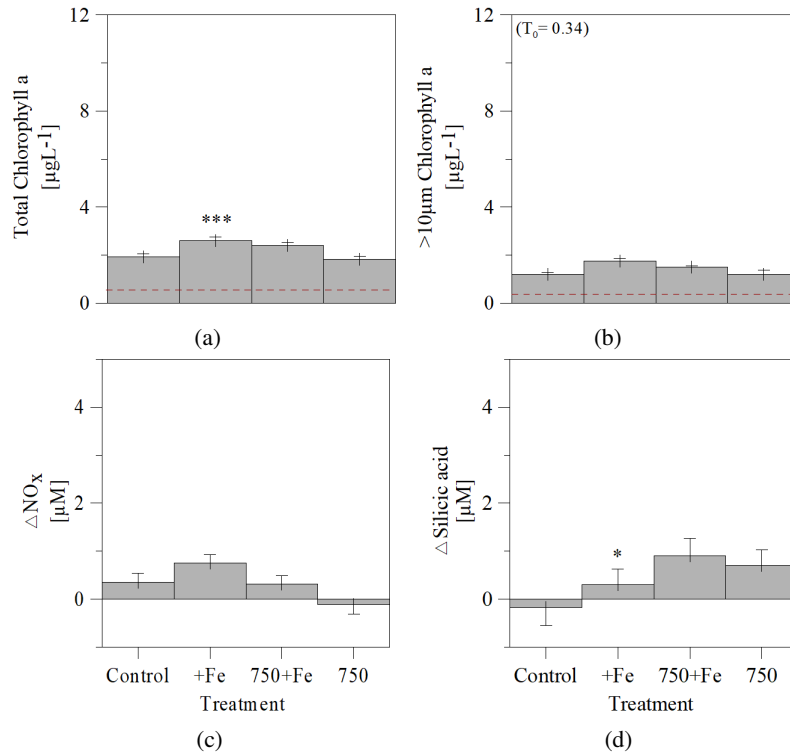 12
8
4
0
Total Chlorophyll a
[µgL-1]
***
(a)
(T0= 0.34)
12
8
4
0
>10µm Chlorophyll a
[µgL-1]
(b)
4
2
0
△NOX
[µM]
Control +Fe 750+Fe 750
Treatment
(c)
4
2
0
△Silicic acid
[µM]
*
Control +Fe 750+Fe 750
Treatment
(d)